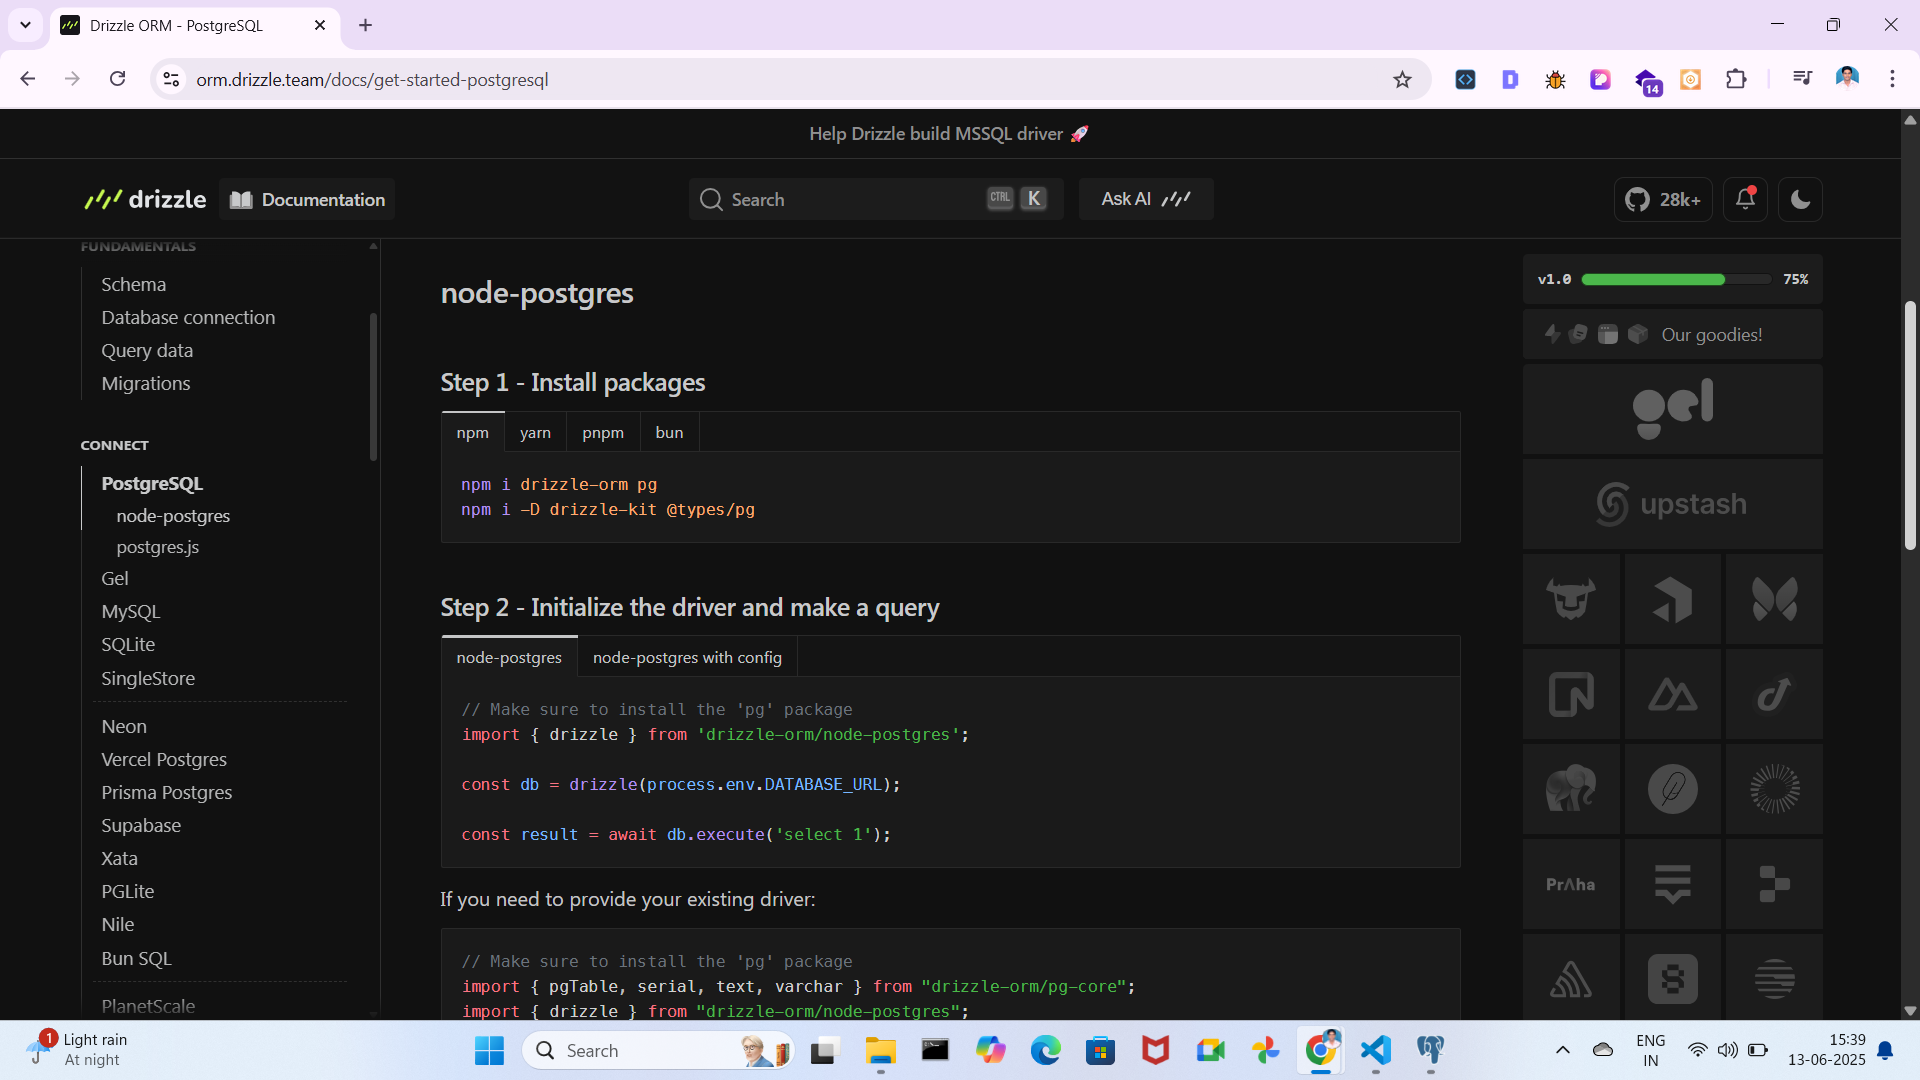 Drizzle ORM - PostgreSQL
orm.drizzle.team/docs/get-started-postgresql
14
Help Drizzle build MSSQL driver 🚀
drizzle
Documentation
Search
CTRL K
Ask AI
28k+
FUNDAMENTALS
Schema
Database connection
Query data
Migrations
CONNECT
PostgreSQL
node-postgres
postgres.js
Gel
MySQL
SQLite
SingleStore
Neon
Vercel Postgres
Prisma Postgres
Supabase
Xata
PGLite
Nile
Bun SQL
PlanetScale
node-postgres
Step 1 - Install packages
npm yarn pnpm bun
npm i drizzle-orm pg
npm i -D drizzle-kit @types/pg
Step 2 - Initialize the driver and make a query
node-postgres node-postgres with config
// Make sure to install the 'pg' package
import { drizzle } from 'drizzle-orm/node-postgres';
const db = drizzle(process.env.DATABASE_URL);
const result = await db.execute('select 1');
If you need to provide your existing driver:
// Make sure to install the 'pg' package
import { pgTable, serial, text, varchar } from "drizzle-orm/pg-core";
import { drizzle } from "drizzle-orm/node-postgres";
v1.0 75%
Our goodies!
gel
upstash
PrΛha
1
Light rain
At night
Search
ENG
IN
15:39
13-06-2025